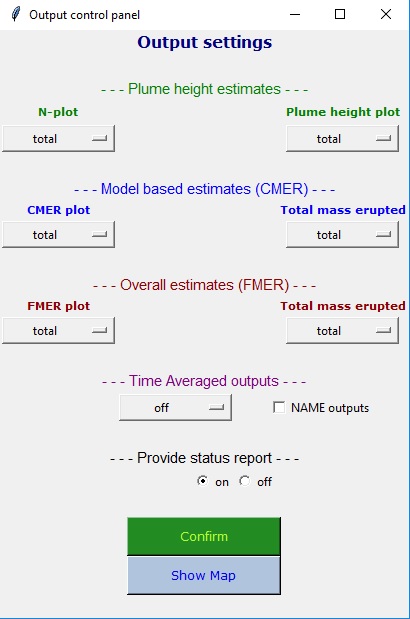 Output control panel
Output settings
- - - Plume height estimates - - -
N-plot Plume height plot
total total
- - - Model based estimates (CMER) - - -
CMER plot Total mass erupted
total total
- - - Overall estimates (FMER) - - -
FMER plot Total mass erupted
total total
- - - Time Averaged outputs - - -
off NAME outputs
- - - Provide status report - - -
on off
Confirm
Show Map